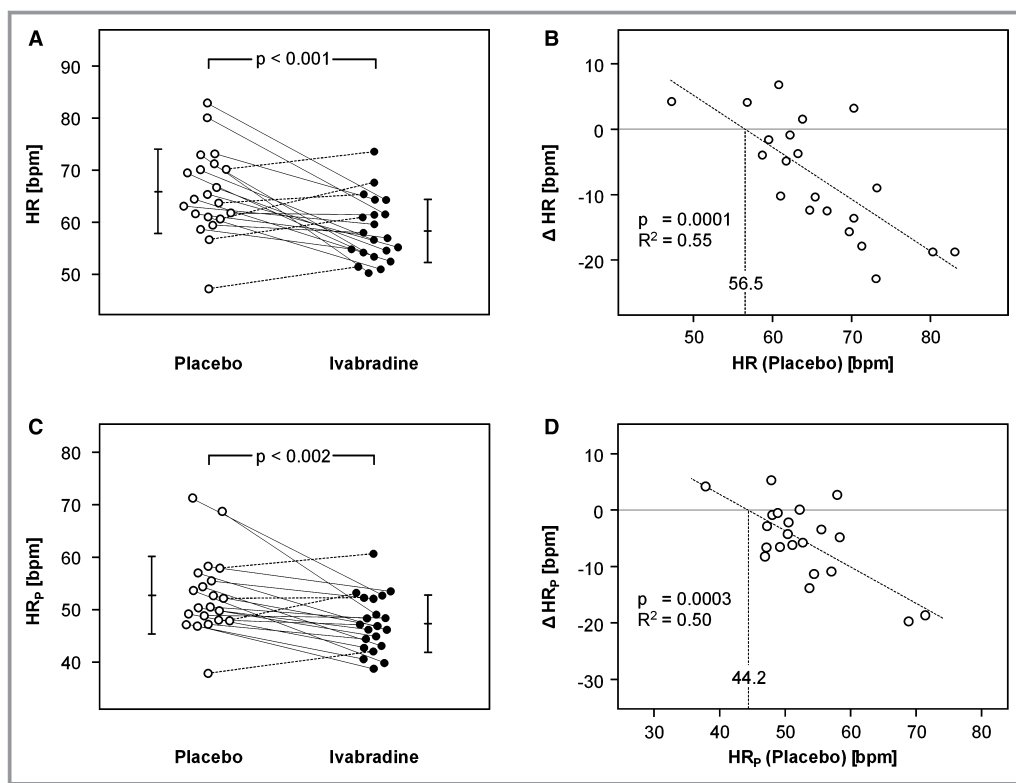 A
HR [bpm]
90
80
70
60
50
p < 0.001
Placebo
Ivabradine
B
Δ HR [bpm]
10
0
-10
-20
p = 0.0001
R² = 0.55
56.5
50
60
70
80
HR (Placebo) [bpm]
C
HRP [bpm]
80
70
60
50
40
p < 0.002
Placebo
Ivabradine
D
Δ HRP [bpm]
10
0
-10
-20
-30
p = 0.0003
R² = 0.50
44.2
30
40
50
60
70
80
HRP (Placebo) [bpm]